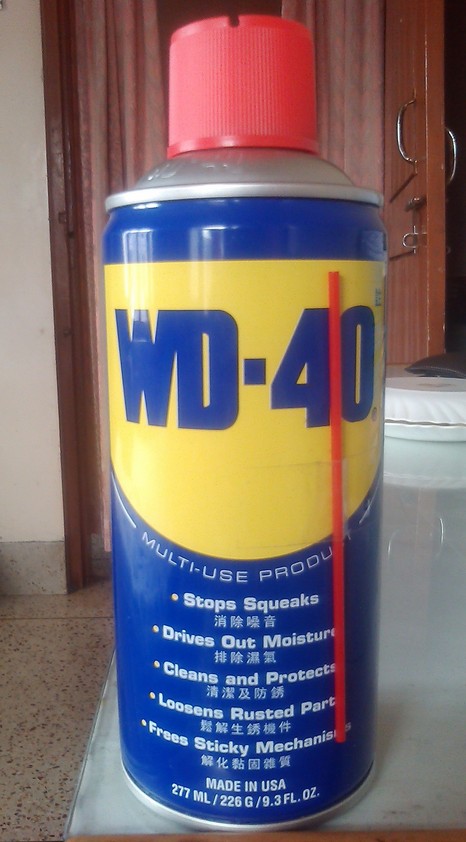 WD-40
MULTI-USE PRODUCT
• Stops Squeaks
消除噪音
• Drives Out Moisture
排除濕氣
• Cleans and Protects
清潔及防銹
• Loosens Rusted Part
鬆解生銹機件
• Frees Sticky Mechanisms
解化黏固雜質
MADE IN USA
277 ML / 226 G / 9.3 FL. OZ.